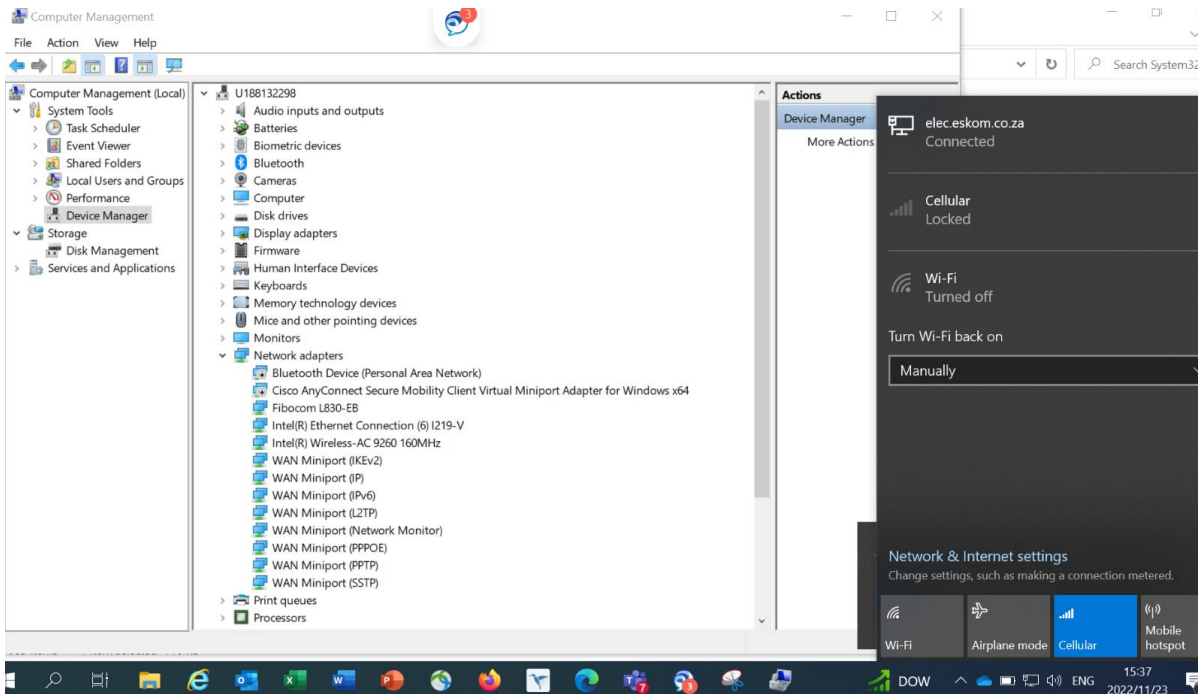 Computer Management
3
File Action View Help
Search System32
Computer Management (Local)
System Tools
Task Scheduler
Event Viewer
Shared Folders
Local Users and Groups
Performance
Device Manager
Storage
Disk Management
Services and Applications
U188132298
Audio inputs and outputs
Batteries
Biometric devices
Bluetooth
Cameras
Computer
Disk drives
Display adapters
Firmware
Human Interface Devices
Keyboards
Memory technology devices
Mice and other pointing devices
Monitors
Network adapters
Bluetooth Device (Personal Area Network)
Cisco AnyConnect Secure Mobility Client Virtual Miniport Adapter for Windows x64
Fibocom L830-EB
Intel(R) Ethernet Connection (6) I219-V
Intel(R) Wireless-AC 9260 160MHz
WAN Miniport (IKEv2)
WAN Miniport (IP)
WAN Miniport (IPv6)
WAN Miniport (L2TP)
WAN Miniport (Network Monitor)
WAN Miniport (PPPOE)
WAN Miniport (PPTP)
WAN Miniport (SSTP)
Print queues
Processors
Actions
Device Manager
More Actions
elec.eskom.co.za
Connected
Cellular
Locked
Wi-Fi
Turned off
Turn Wi-Fi back on
Manually
Network & Internet settings
Change settings, such as making a connection metered.
Wi-Fi
Airplane mode
Cellular
Mobile
hotspot
DOW
ENG
15:37
2022/11/23